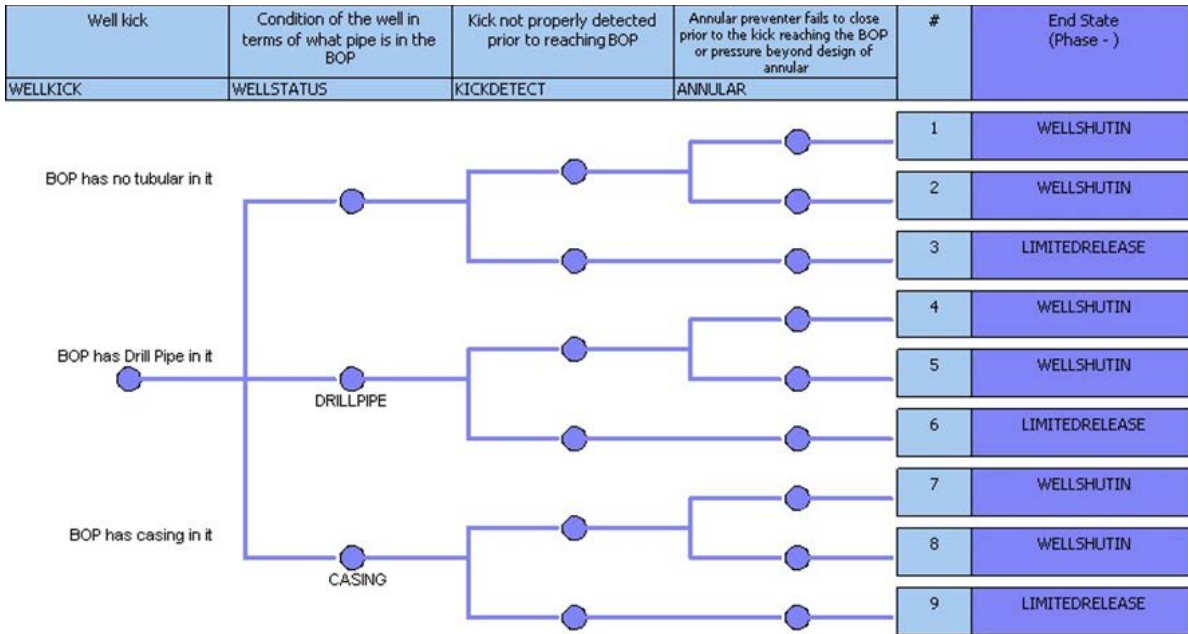 Well kick
Condition of the well in
terms of what pipe is in the
BOP
Kick not properly detected
prior to reaching BOP
Annular preventer fails to close
prior to the kick reaching the BOP
or pressure beyond design of
annular
#
End State
(Phase - )
WELLKICK
WELLSTATUS
KICKDETECT
ANNULAR
1
WELLSHUTIN
BOP has no tubular in it
2
WELLSHUTIN
3
LIMITEDRELEASE
4
WELLSHUTIN
BOP has Drill Pipe in it
5
WELLSHUTIN
DRILLPIPE
6
LIMITEDRELEASE
7
WELLSHUTIN
BOP has casing in it
8
WELLSHUTIN
CASING
9
LIMITEDRELEASE